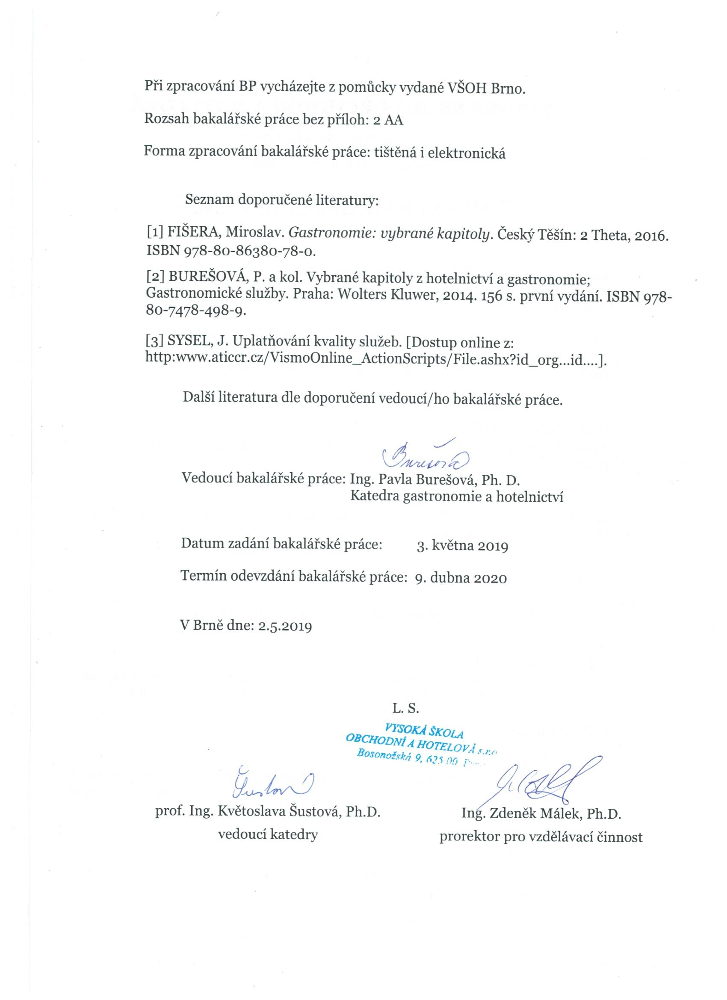 Při zpracování BP vycházejte z pomůcky vydané VŠOH Brno.
Rozsah bakalářské práce bez příloh: 2 AA
Forma zpracování bakalářské práce: tištěná i elektronická
Seznam doporučené literatury:
[1] FIŠERA, Miroslav. Gastronomie: vybrané kapitoly. Český Těšín: 2 Theta, 2016.
ISBN 978-80-86380-78-0.
[2] BUREŠOVÁ, P. a kol. Vybrané kapitoly z hotelnictví a gastronomie;
Gastronomické služby. Praha: Wolters Kluwer, 2014. 156 s. první vydání. ISBN 978-
80-7478-498-9.
[3] SYSEL, J. Uplatňování kvality služeb. [Dostup online z:
http:www.aticcr.cz/VismoOnline_ActionScripts/File.ashx?id_org...id....].
Další literatura dle doporučení vedoucí/ho bakalářské práce.
Burešová
Vedoucí bakalářské práce: Ing. Pavla Burešová, Ph. D.
Katedra gastronomie a hotelnictví
Datum zadání bakalářské práce: 3. května 2019
Termín odevzdání bakalářské práce: 9. dubna 2020
V Brně dne: 2.5.2019
L. S.
VYSOKÁ ŠKOLA
OBCHODNÍ A HOTELOVÁ s.r.o
Bosonožská 9, 625 00
prof. Ing. Květoslava Šustová, Ph.D.
vedoucí katedry
Ing. Zdeněk Málek, Ph.D.
prorektor pro vzdělávací činnost